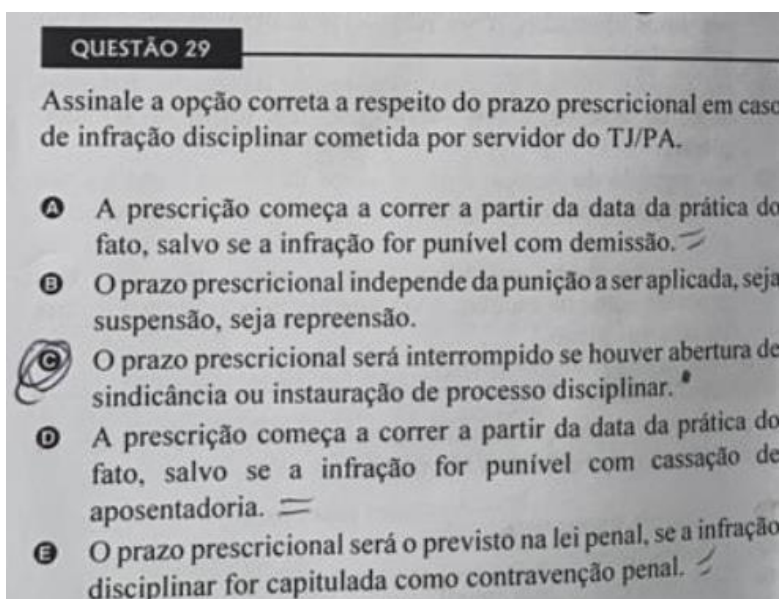 QUESTÃO 29
Assinale a opção correta a respeito do prazo prescricional em caso
de infração disciplinar cometida por servidor do TJ/PA.
A A prescrição começa a correr a partir da data da prática do
fato, salvo se a infração for punível com demissão.
B O prazo prescricional independe da punição a ser aplicada, seja
suspensão, seja repreensão.
C O prazo prescricional será interrompido se houver abertura de
sindicância ou instauração de processo disciplinar.
D A prescrição começa a correr a partir da data da prática do
fato, salvo se a infração for punível com cassação de
aposentadoria.
E O prazo prescricional será o previsto na lei penal, se a infração
disciplinar for capitulada como contravenção penal.